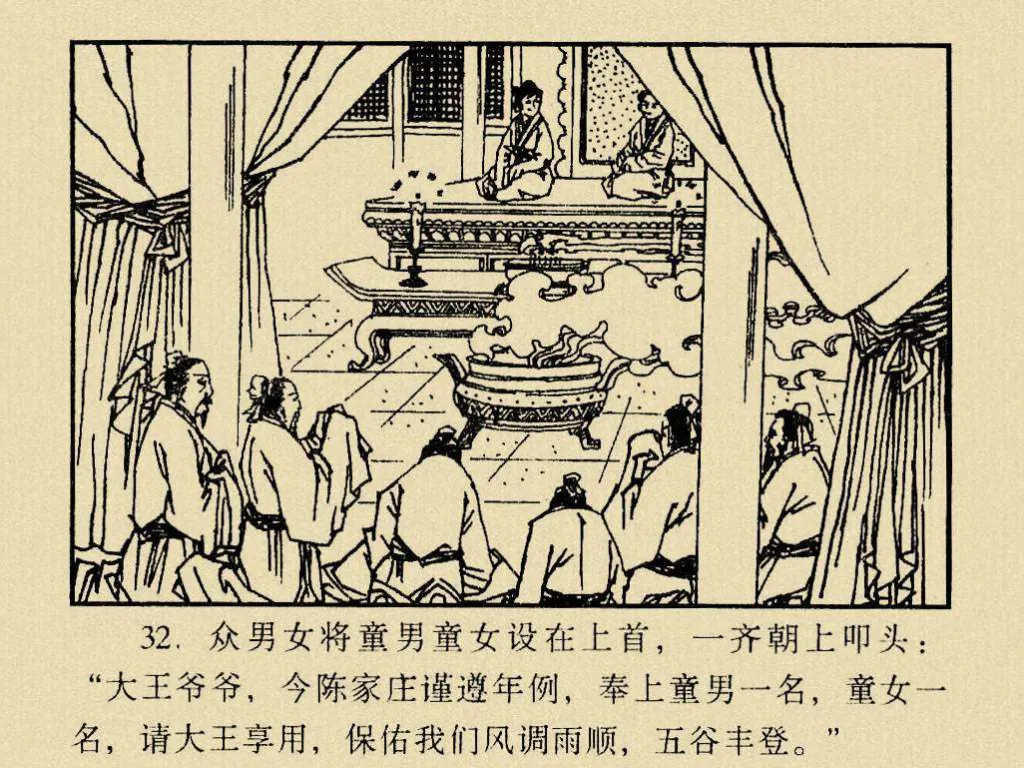 32. 众男女将童男童女设在上首，一齐朝上叩头：
“大王爷爷，今陈家庄谨遵年例，奉上童男一名，童女一
名，请大王享用，保佑我们风调雨顺，五谷丰登。”